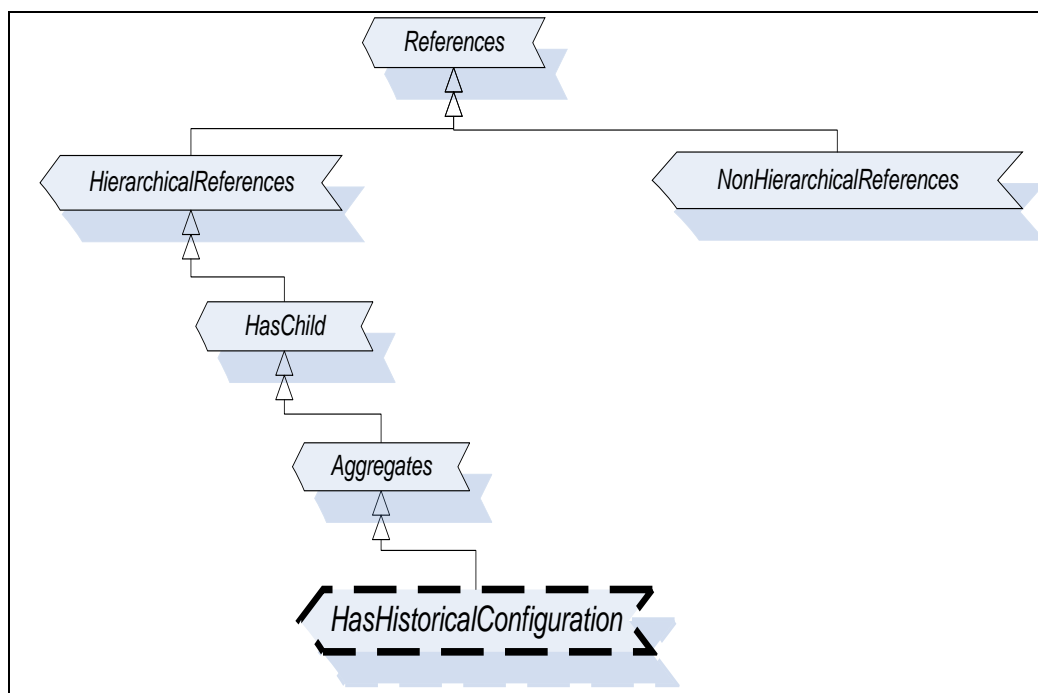 References
HierarchicalReferences
NonHierarchicalReferences
HasChild
Aggregates
HasHistoricalConfiguration